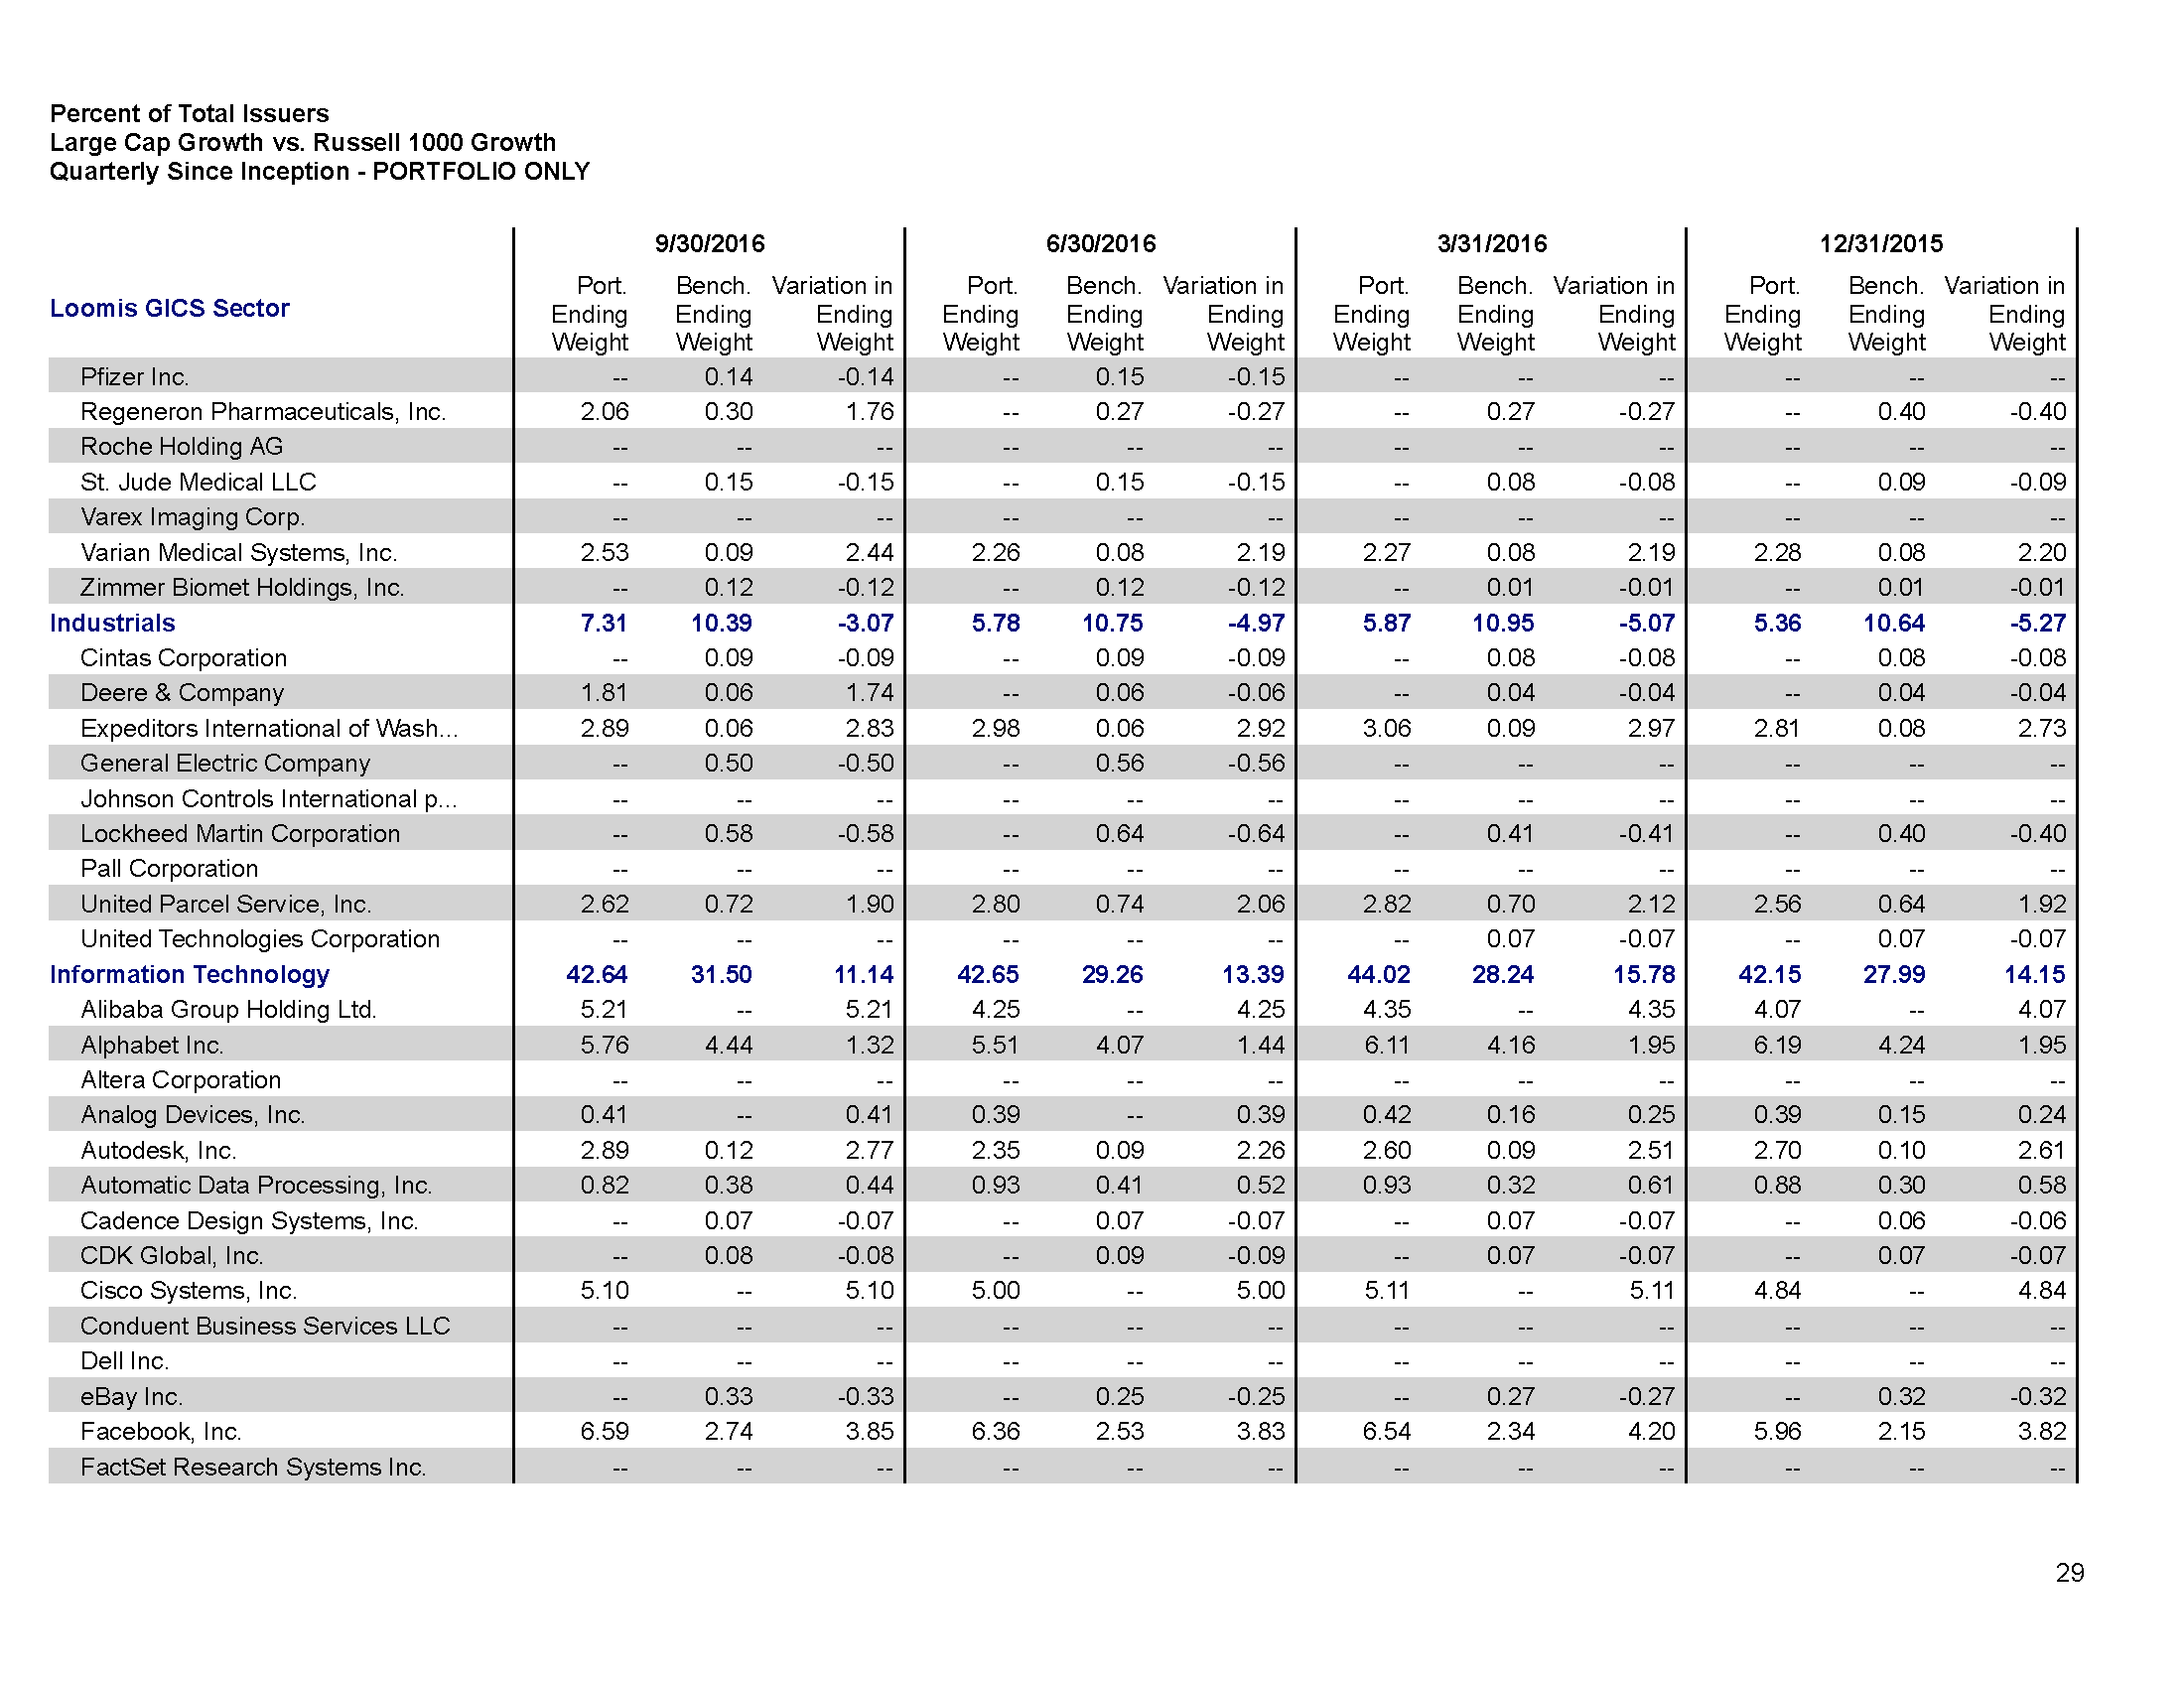 Percent of Total Issuers
Large Cap Growth vs. Russell 1000 Growth
Quarterly Since Inception - PORTFOLIO ONLY
9/30/2016 6/30/2016 3/31/2016 12/31/2015
Loomis GICS Sector
Port. Bench. Variation in Port. Bench. Variation in Port. Bench. Variation in Port. Bench. Variation in
Ending Ending Ending Ending Ending Ending Ending Ending Ending Ending Ending Ending
Weight Weight Weight Weight Weight Weight Weight Weight Weight Weight Weight Weight
Pfizer Inc. -- 0.14 -0.14 -- 0.15 -0.15 -- -- -- -- -- --
Regeneron Pharmaceuticals, Inc. 2.06 0.30 1.76 -- 0.27 -0.27 -- 0.27 -0.27 -- 0.40 -0.40
Roche Holding AG -- -- -- -- -- -- -- -- -- -- -- --
St. Jude Medical LLC -- 0.15 -0.15 -- 0.15 -0.15 -- 0.08 -0.08 -- 0.09 -0.09
Varex Imaging Corp. -- -- -- -- -- -- -- -- -- -- -- --
Varian Medical Systems, Inc. 2.53 0.09 2.44 2.26 0.08 2.19 2.27 0.08 2.19 2.28 0.08 2.20
Zimmer Biomet Holdings, Inc. -- 0.12 -0.12 -- 0.12 -0.12 -- 0.01 -0.01 -- 0.01 -0.01
Industrials 7.31 10.39 -3.07 5.78 10.75 -4.97 5.87 10.95 -5.07 5.36 10.64 -5.27
Cintas Corporation -- 0.09 -0.09 -- 0.09 -0.09 -- 0.08 -0.08 -- 0.08 -0.08
Deere & Company 1.81 0.06 1.74 -- 0.06 -0.06 -- 0.04 -0.04 -- 0.04 -0.04
Expeditors International of Wash... 2.89 0.06 2.83 2.98 0.06 2.92 3.06 0.09 2.97 2.81 0.08 2.73
General Electric Company -- 0.50 -0.50 -- 0.56 -0.56 -- -- -- -- -- --
Johnson Controls International p... -- -- -- -- -- -- -- -- -- -- -- --
Lockheed Martin Corporation -- 0.58 -0.58 -- 0.64 -0.64 -- 0.41 -0.41 -- 0.40 -0.40
Pall Corporation -- -- -- -- -- -- -- -- -- -- -- --
United Parcel Service, Inc. 2.62 0.72 1.90 2.80 0.74 2.06 2.82 0.70 2.12 2.56 0.64 1.92
United Technologies Corporation -- -- -- -- -- -- -- 0.07 -0.07 -- 0.07 -0.07
Information Technology 42.64 31.50 11.14 42.65 29.26 13.39 44.02 28.24 15.78 42.15 27.99 14.15
Alibaba Group Holding Ltd. 5.21 -- 5.21 4.25 -- 4.25 4.35 -- 4.35 4.07 -- 4.07
Alphabet Inc. 5.76 4.44 1.32 5.51 4.07 1.44 6.11 4.16 1.95 6.19 4.24 1.95
Altera Corporation -- -- -- -- -- -- -- -- -- -- -- --
Analog Devices, Inc. 0.41 -- 0.41 0.39 -- 0.39 0.42 0.16 0.25 0.39 0.15 0.24
Autodesk, Inc. 2.89 0.12 2.77 2.35 0.09 2.26 2.60 0.09 2.51 2.70 0.10 2.61
Automatic Data Processing, Inc. 0.82 0.38 0.44 0.93 0.41 0.52 0.93 0.32 0.61 0.88 0.30 0.58
Cadence Design Systems, Inc. -- 0.07 -0.07 -- 0.07 -0.07 -- 0.07 -0.07 -- 0.06 -0.06
CDK Global, Inc. -- 0.08 -0.08 -- 0.09 -0.09 -- 0.07 -0.07 -- 0.07 -0.07
Cisco Systems, Inc. 5.10 -- 5.10 5.00 -- 5.00 5.11 -- 5.11 4.84 -- 4.84
Conduent Business Services LLC -- -- -- -- -- -- -- -- -- -- -- --
Dell Inc. -- -- -- -- -- -- -- -- -- -- -- --
eBay Inc. -- 0.33 -0.33 -- 0.25 -0.25 -- 0.27 -0.27 -- 0.32 -0.32
Facebook, Inc. 6.59 2.74 3.85 6.36 2.53 3.83 6.54 2.34 4.20 5.96 2.15 3.82
FactSet Research Systems Inc. -- -- -- -- -- -- -- -- -- -- -- --
29